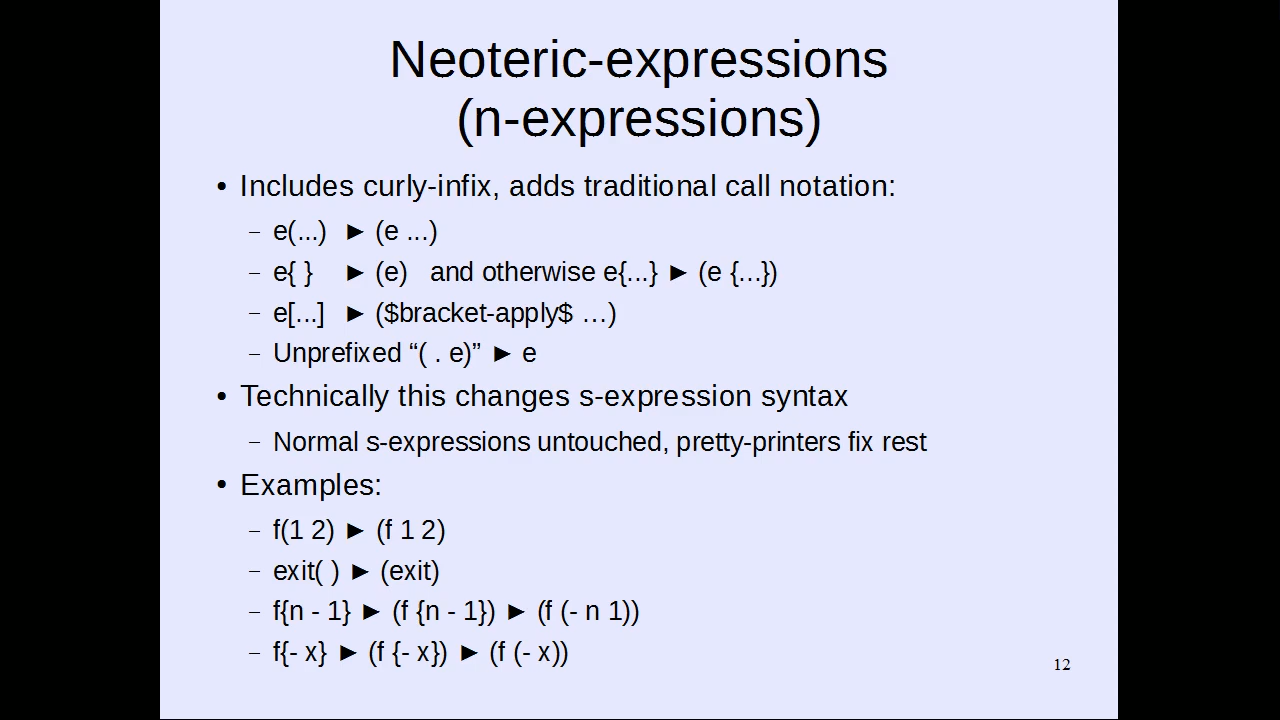 Neoteric-expressions
(n-expressions)
• Includes curly-infix, adds traditional call notation:
– e(...) ► (e ...)
– e{ } ► (e) and otherwise e{...} ► (e {...})
– e[...] ► ($bracket-apply$ …)
– Unprefixed “( . e)” ► e
• Technically this changes s-expression syntax
– Normal s-expressions untouched, pretty-printers fix rest
• Examples:
– f(1 2) ► (f 1 2)
– exit( ) ► (exit)
– f{n - 1} ► (f {n - 1}) ► (f (- n 1))
– f{- x} ► (f {- x}) ► (f (- x))
12